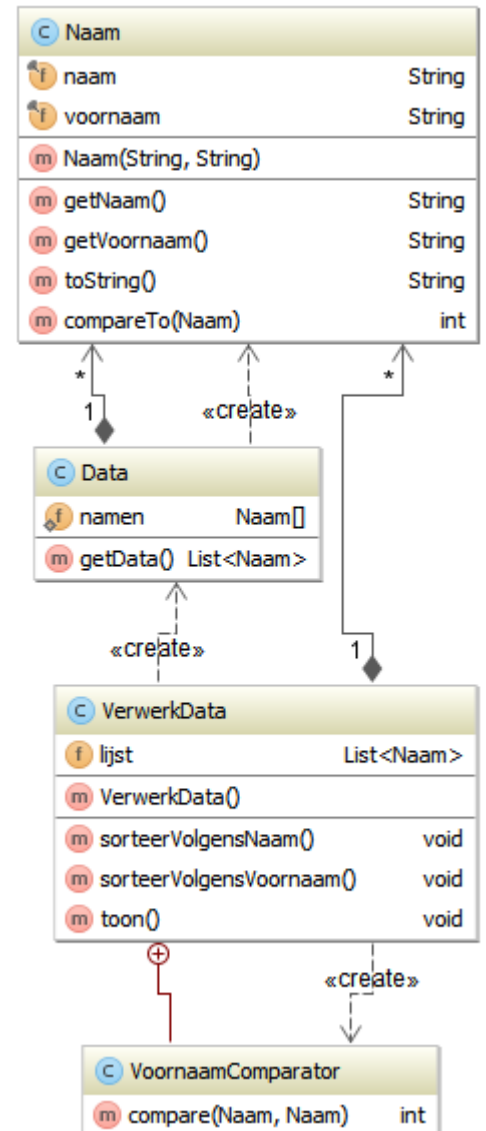 C Naam
f naam String
f voornaam String
m Naam(String, String)
m getNaam() String
m getVoornaam() String
m toString() String
m compareTo(Naam) int
* *
1 «create»
C Data
f namen Naam[]
m getData() List<Naam>
«create» 1
C VerwerkData
f lijst List<Naam>
m VerwerkData()
m sorteerVolgensNaam() void
m sorteerVolgensVoornaam() void
m toon() void
«create»
C VoornaamComparator
m compare(Naam, Naam) int